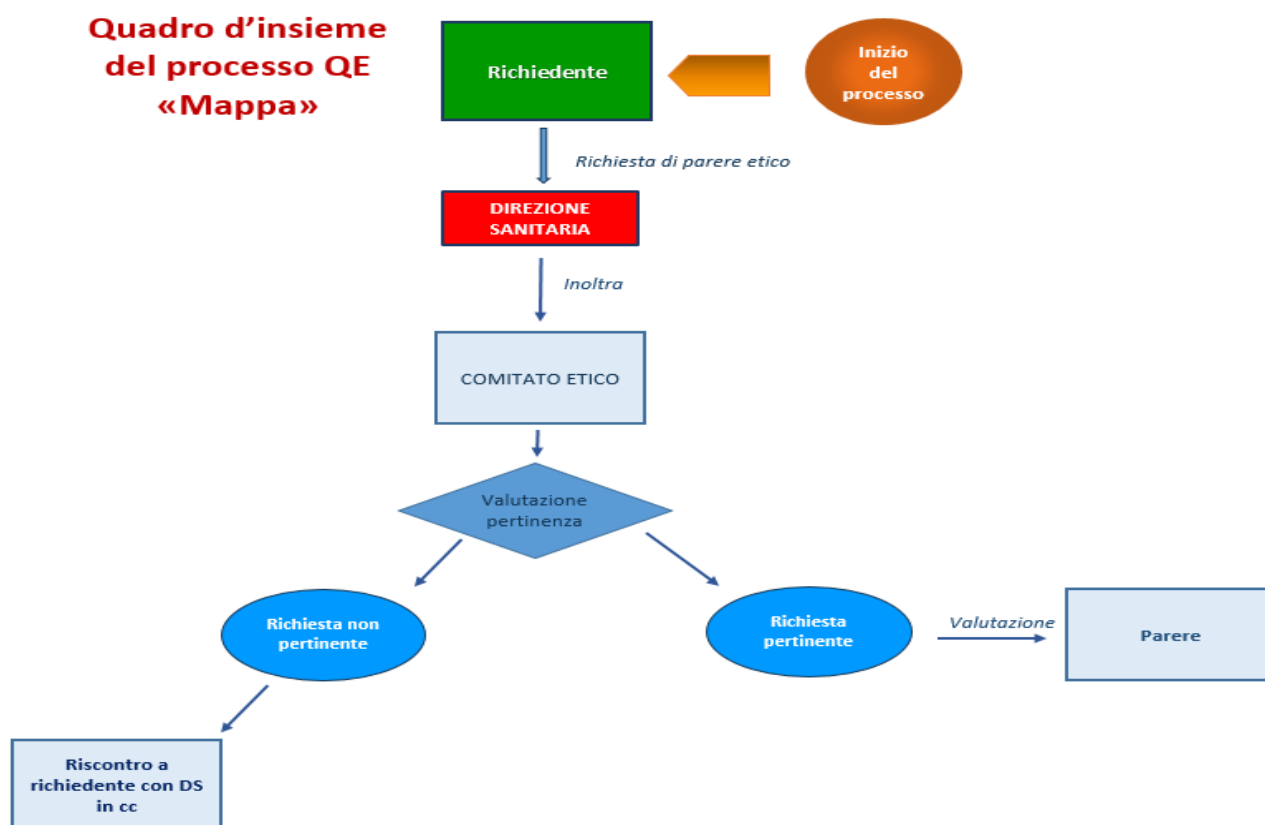 Quadro d’insieme
del processo QE
«Mappa»
Richiedente
Inizio
del
processo
Richiesta di parere etico
DIREZIONE
SANITARIA
Inoltra
COMITATO ETICO
Valutazione
pertinenza
Richiesta non
pertinente
Richiesta
pertinente
Valutazione
Parere
Riscontro a
richiedente con DS
in cc